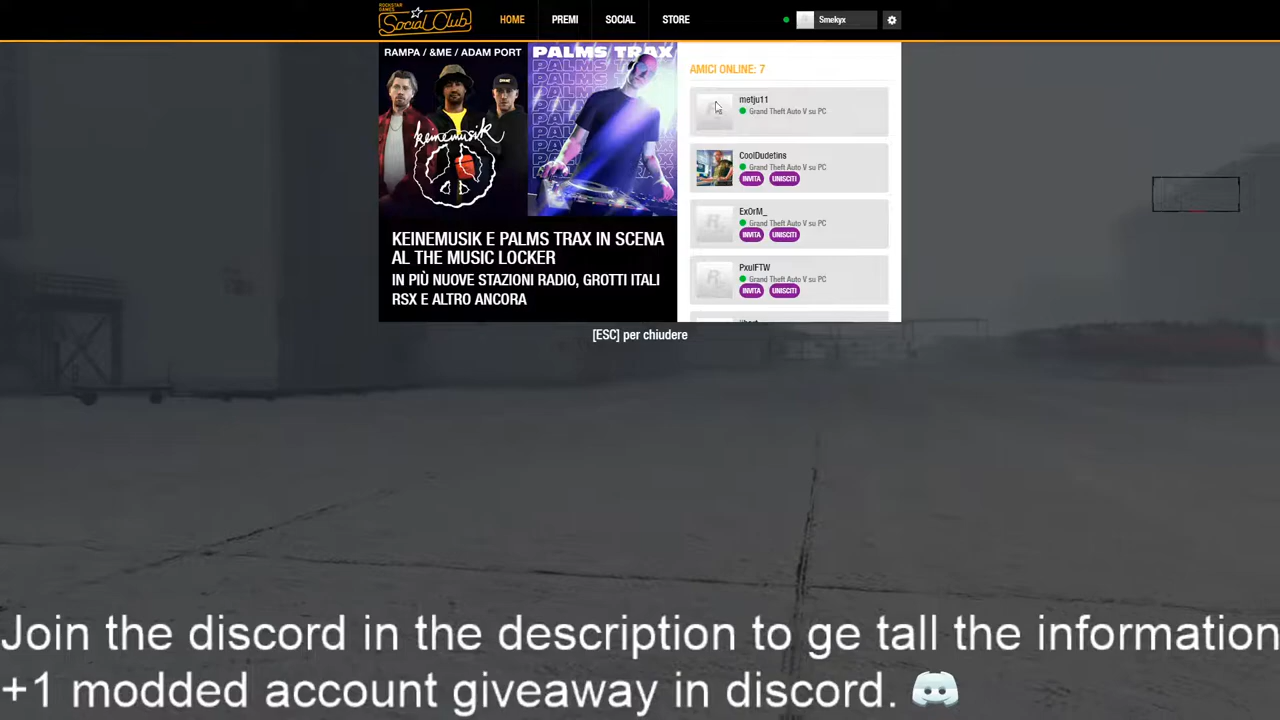 ROCKSTAR
GAMES
Social Club
HOME
PREMI
SOCIAL
STORE
Smekyx
RAMPA / &ME / ADAM PORT
keinemusik
PALMS TRAX
PALMS TRAX
KEINEMUSIK E PALMS TRAX IN SCENA
AL THE MUSIC LOCKER
IN PIÙ NUOVE STAZIONI RADIO, GROTTI ITALI
RSX E ALTRO ANCORA
AMICI ONLINE: 7
metju11
Grand Theft Auto V su PC
CoolDudetins
Grand Theft Auto V su PC
INVITA UNISCITI
Ex0rM_
Grand Theft Auto V su PC
INVITA UNISCITI
PxulFTW
Grand Theft Auto V su PC
INVITA UNISCITI
[ESC] per chiudere
Join the discord in the description to ge tall the information
+1 modded account giveaway in discord.